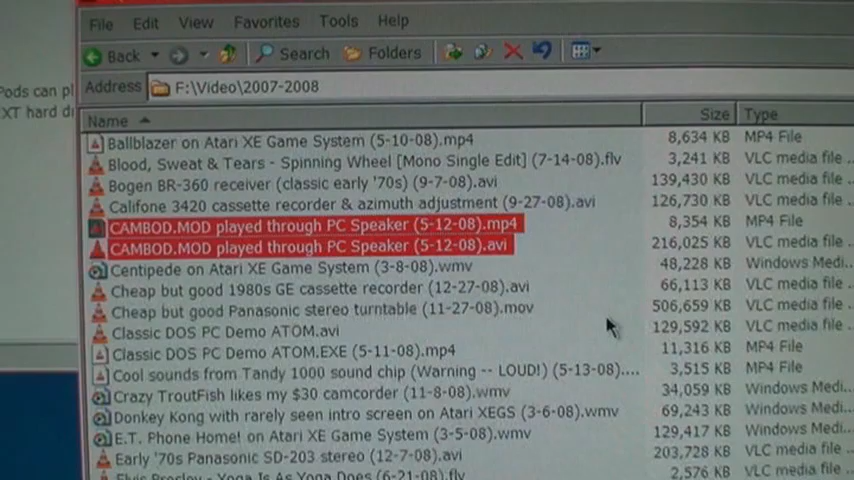 File Edit View Favorites Tools Help
Pods can pl
Back Search Folders
XT hard di
Address F:\Video\2007-2008
Name Size Type
Ballblazer on Atari XE Game System (5-10-08).mp4 8,634 KB MP4 File
Blood, Sweat & Tears - Spinning Wheel [Mono Single Edit] (7-14-08).flv 3,241 KB VLC media file ..
Bogen BR-360 receiver (classic early '70s) (9-7-08).avi 139,430 KB VLC media file ..
Califone 3420 cassette recorder & azimuth adjustment (9-27-08).avi 126,730 KB VLC media file ..
CAMBOD.MOD played through PC Speaker (5-12-08).mp4 8,354 KB MP4 File
CAMBOD.MOD played through PC Speaker (5-12-08).avi 216,025 KB VLC media file ..
Centipede on Atari XE Game System (3-8-08).wmv 48,228 KB Windows Medi..
Cheap but good 1980s GE cassette recorder (12-27-08).avi 66,113 KB VLC media file ..
Cheap but good Panasonic stereo turntable (11-27-08).mov 506,659 KB VLC media file ..
Classic DOS PC Demo ATOM.avi 129,592 KB VLC media file ..
Classic DOS PC Demo ATOM.EXE (5-11-08).mp4 11,316 KB MP4 File
Cool sounds from Tandy 1000 sound chip (Warning -- LOUD!) (5-13-08).... 3,515 KB MP4 File
Crazy TroutFish likes my $30 camcorder (11-8-08).wmv 34,059 KB Windows Medi..
Donkey Kong with rarely seen intro screen on Atari XEGS (3-6-08).wmv 69,243 KB Windows Medi..
E.T. Phone Home! on Atari XE Game System (3-5-08).wmv 129,417 KB Windows Medi..
Early '70s Panasonic SD-203 stereo (12-7-08).avi 203,728 KB VLC media file ..
Elvis Presley - Yoga Is As Yoga Does (6-21-08).flv 2,576 KB VLC media file ..